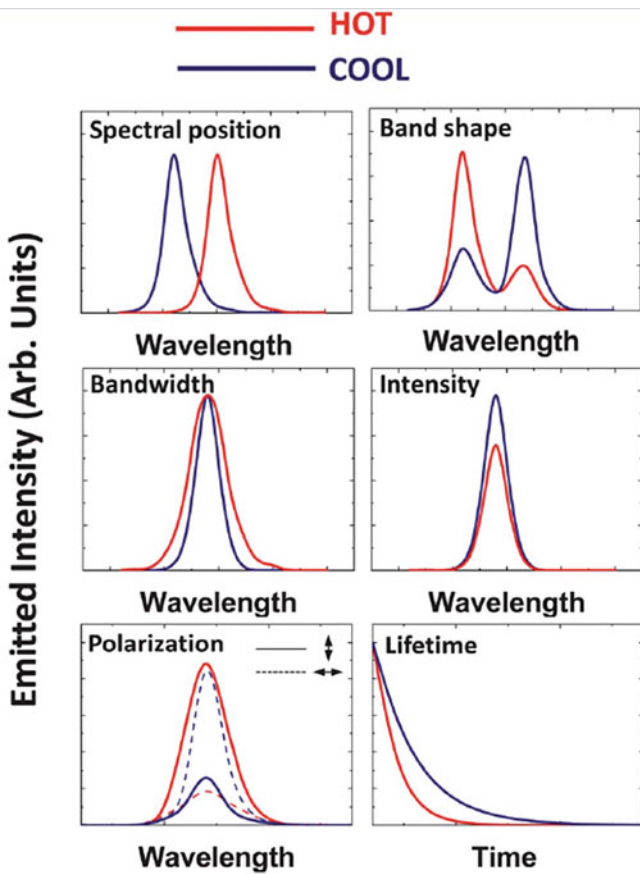 HOT
COOL
Emitted Intensity (Arb. Units)
Spectral position
Wavelength
Band shape
Wavelength
Bandwidth
Wavelength
Intensity
Wavelength
Polarization
Wavelength
Lifetime
Time